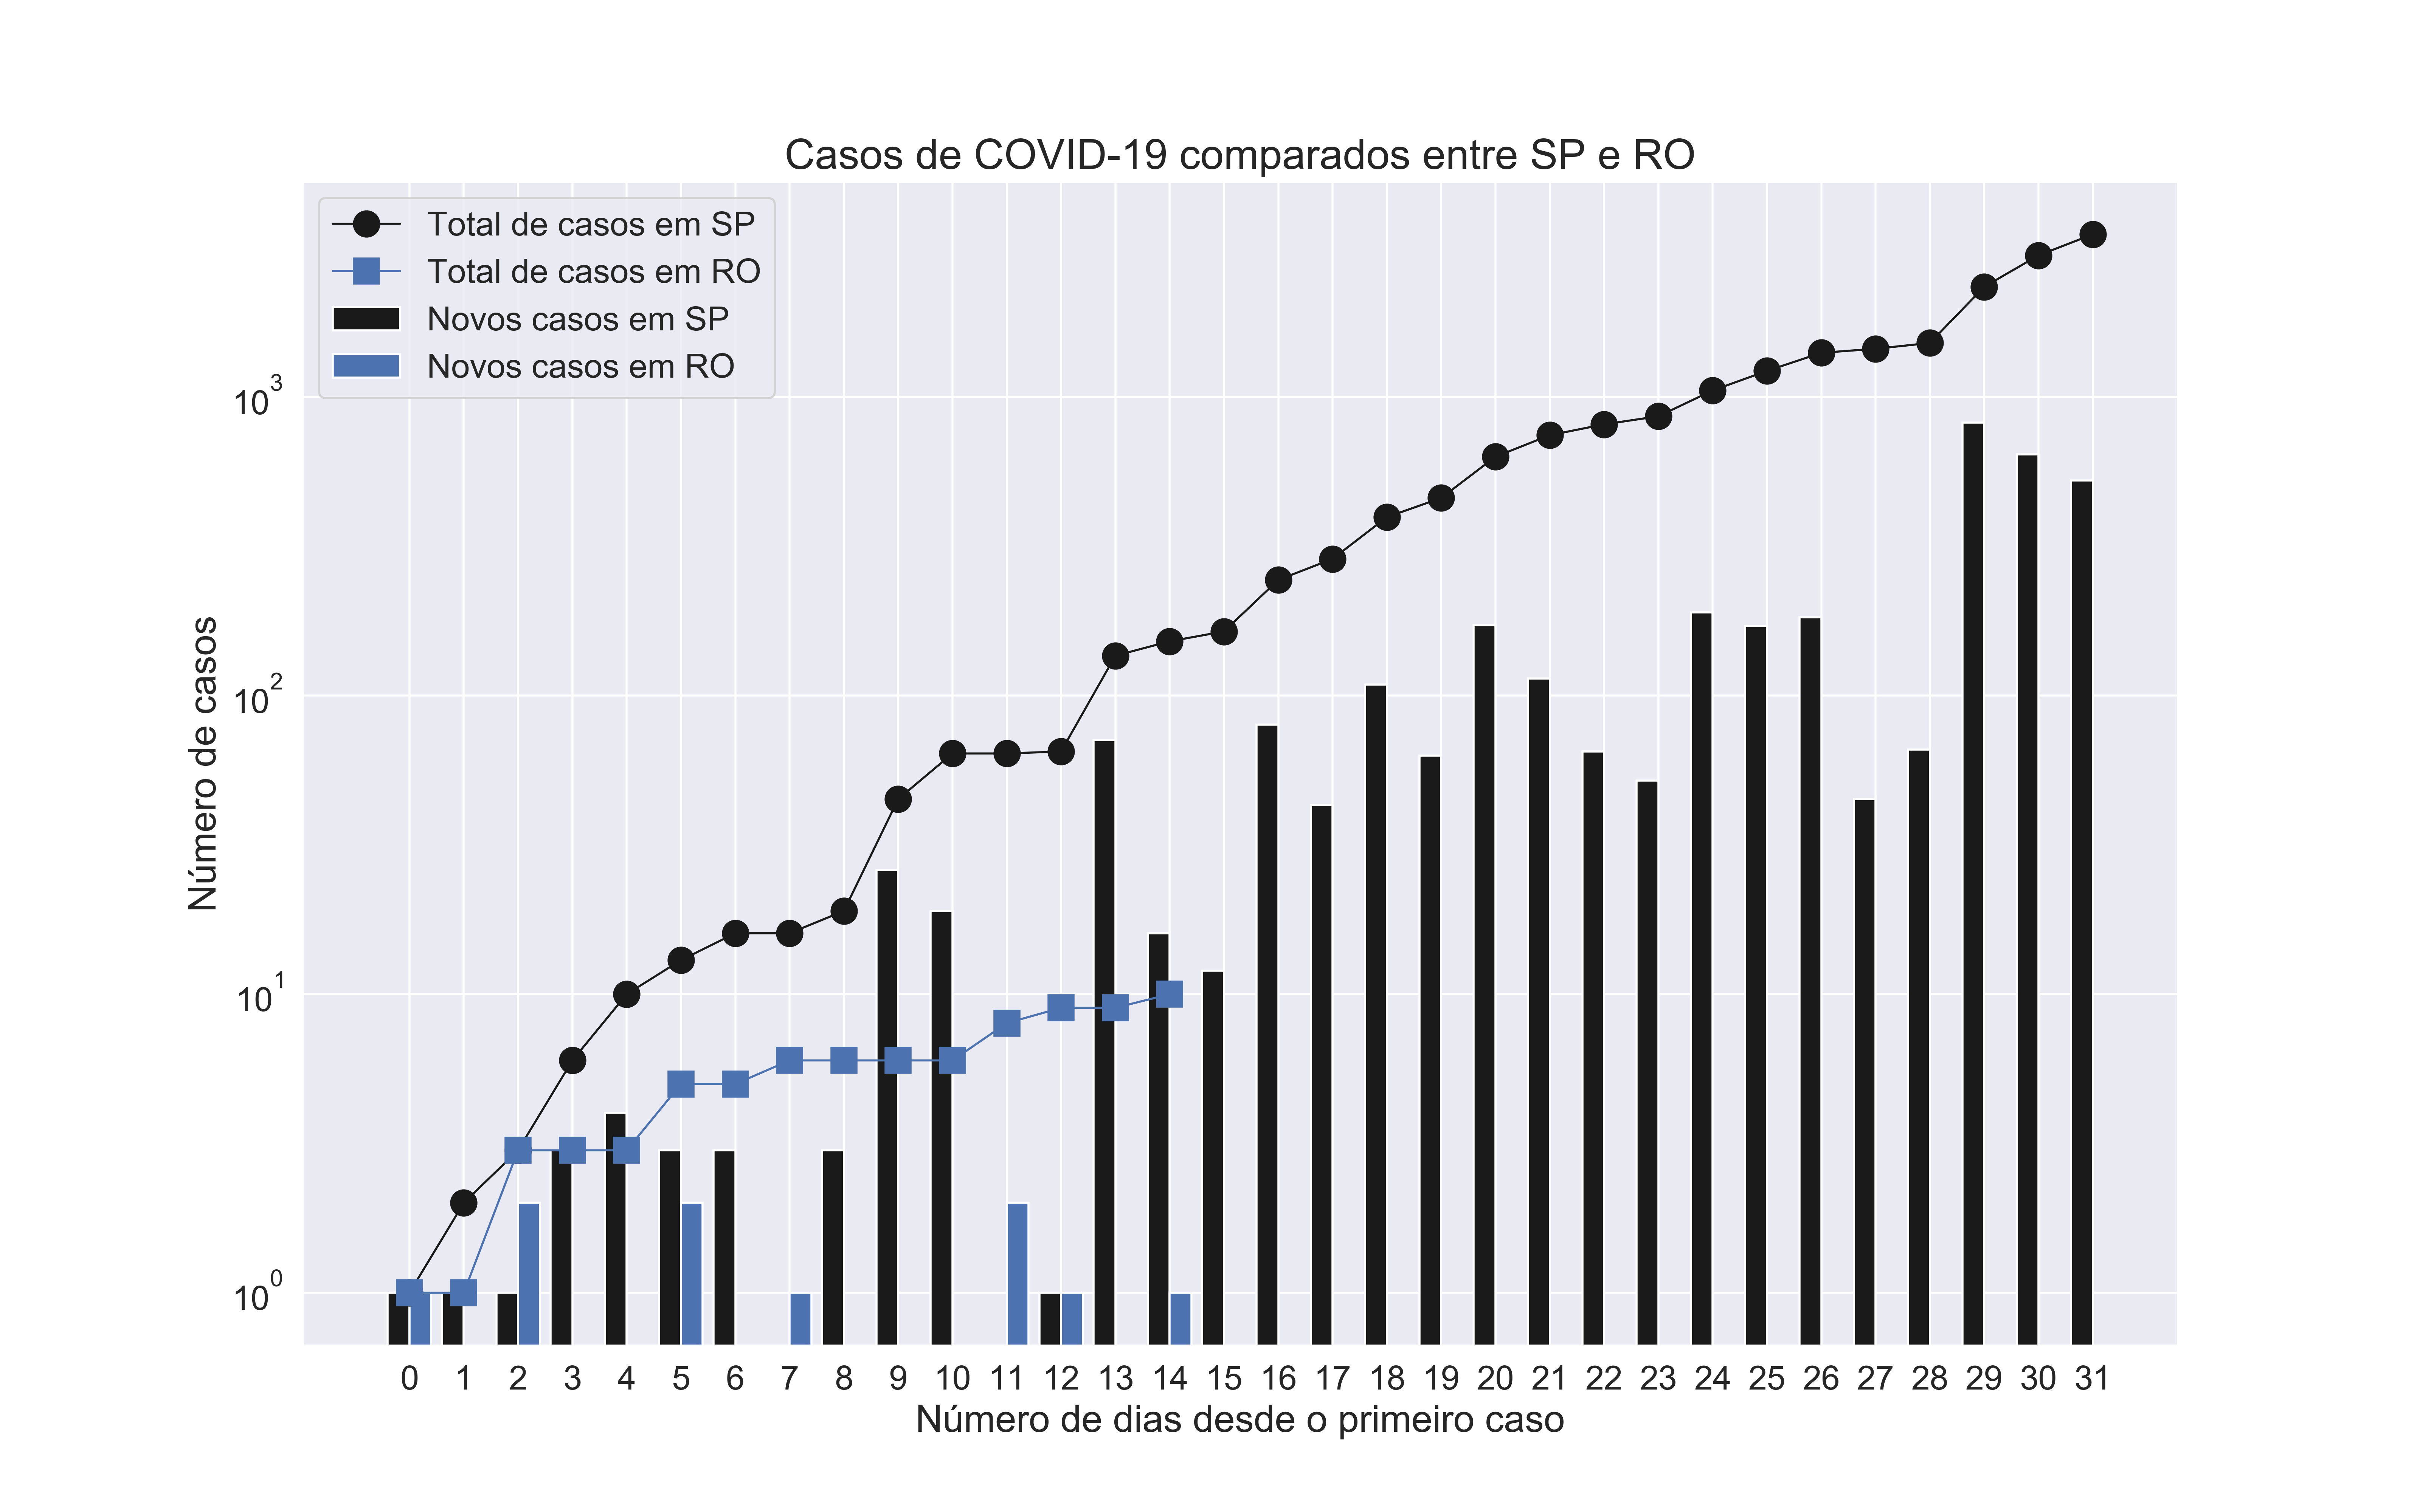 Casos de COVID-19 comparados entre SP e RO
Total de casos em SP
Total de casos em RO
Novos casos em SP
Novos casos em RO
Número de casos
10³
10²
10¹
10⁰
0 1 2 3 4 5 6 7 8 9 10 11 12 13 14 15 16 17 18 19 20 21 22 23 24 25 26 27 28 29 30 31
Número de dias desde o primeiro caso